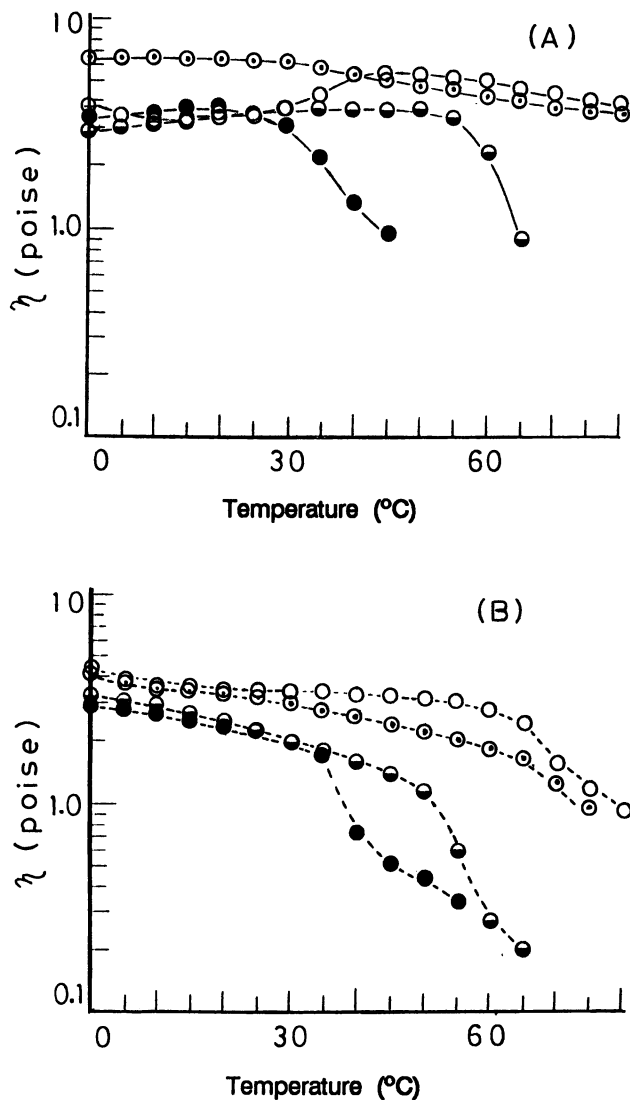 (A)
10
1.0
0.1
η (poise)
0 30 60
Temperature (°C)
(B)
10
1.0
0.1
η (poise)
0 30 60
Temperature (°C)